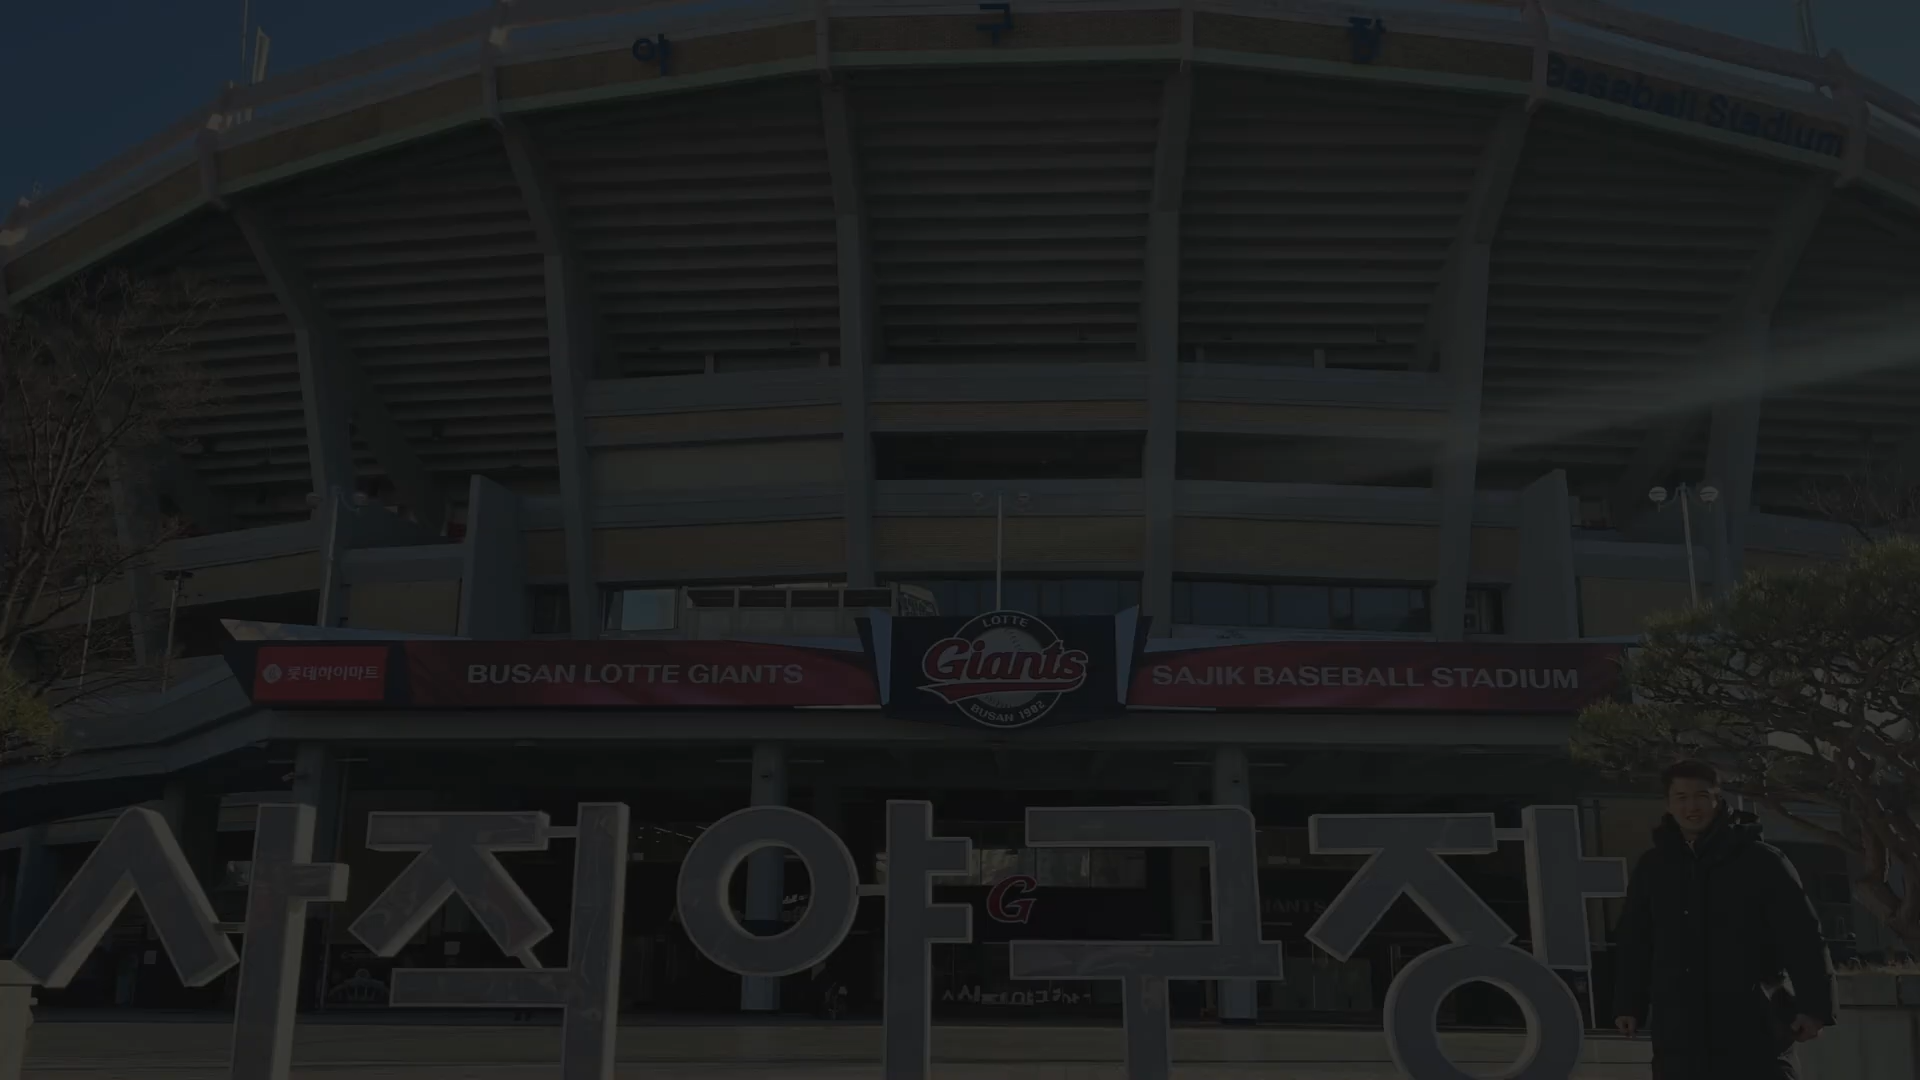 야 구 장
Baseball Stadium
롯데하이마트
BUSAN LOTTE GIANTS
LOTTE
Giants
BUSAN 1982
SAJIK BASEBALL STADIUM
G
GIANTS
사직야구장